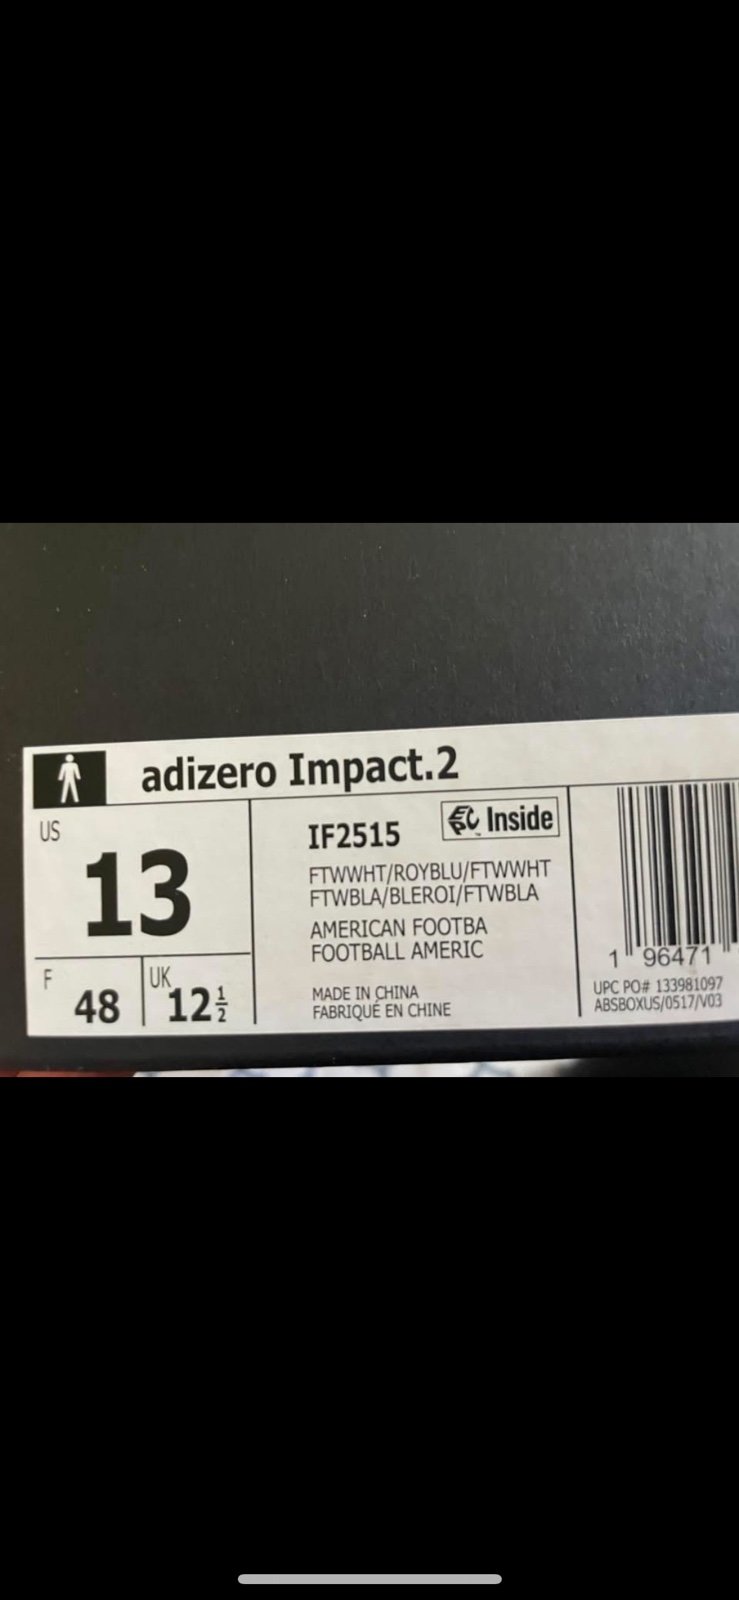 adizero Impact.2
US
13
F
48
UK
12½
IF2515
Inside
FTWWHT/ROYBLU/FTWWHT
FTWBLA/BLEROI/FTWBLA
AMERICAN FOOTBA
FOOTBALL AMERIC
MADE IN CHINA
FABRIQUÉ EN CHINE
1 96471
UPC PO# 133981097
ABSBOXUS/0517/V03